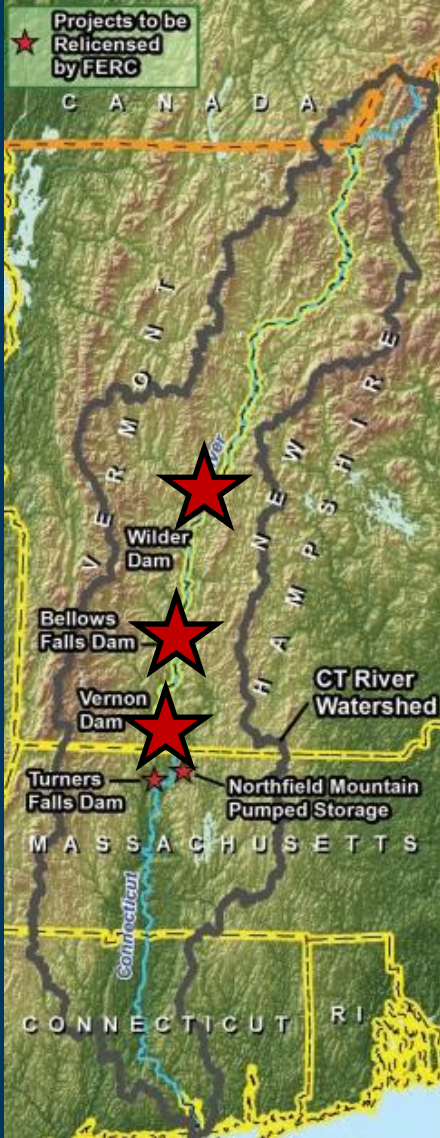 Projects to be
Relicensed
by FERC
CANADA
VERMONT
NEW
HAMPSHIRE
ver
Wilder
Dam
Bellows
Falls Dam
Vernon
Dam
CT River
Watershed
Turners
Falls Dam
Northfield Mountain
Pumped Storage
MASSACHUSETTS
Connecticut
CONNECTICUT
RI